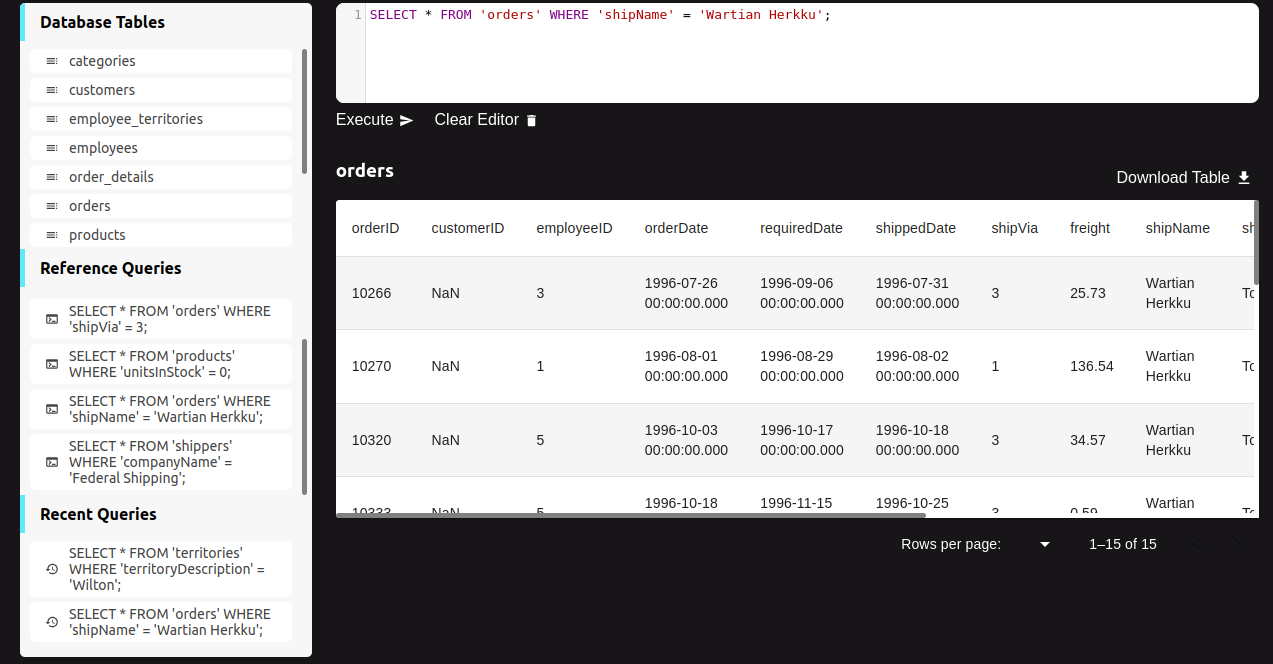 Database Tables
categories
customers
employee_territories
employees
order_details
orders
products
Reference Queries
SELECT * FROM 'orders' WHERE
'shipVia' = 3;
SELECT * FROM 'products'
WHERE 'unitsInStock' = 0;
SELECT * FROM 'orders' WHERE
'shipName' = 'Wartian Herkku';
SELECT * FROM 'shippers'
WHERE 'companyName' =
'Federal Shipping';
Recent Queries
SELECT * FROM 'territories'
WHERE 'territoryDescription' =
'Wilton';
SELECT * FROM 'orders' WHERE
'shipName' = 'Wartian Herkku';
1 SELECT * FROM 'orders' WHERE 'shipName' = 'Wartian Herkku';
Execute Clear Editor
orders
Download Table
orderID customerID employeeID orderDate requiredDate shippedDate shipVia freight shipName
1996-07-26 1996-09-06 1996-07-31 Wartian
10266 NaN 3 3 25.73
00:00:00.000 00:00:00.000 00:00:00.000 Herkku
1996-08-01 1996-08-29 1996-08-02 Wartian
10270 NaN 1 1 136.54
00:00:00.000 00:00:00.000 00:00:00.000 Herkku
1996-10-03 1996-10-17 1996-10-18 Wartian
10320 NaN 5 3 34.57
00:00:00.000 00:00:00.000 00:00:00.000 Herkku
1996-10-18 1996-11-15 1996-10-25 Wartian
10333 NaN 5 3 0.59
Rows per page: 1–15 of 15